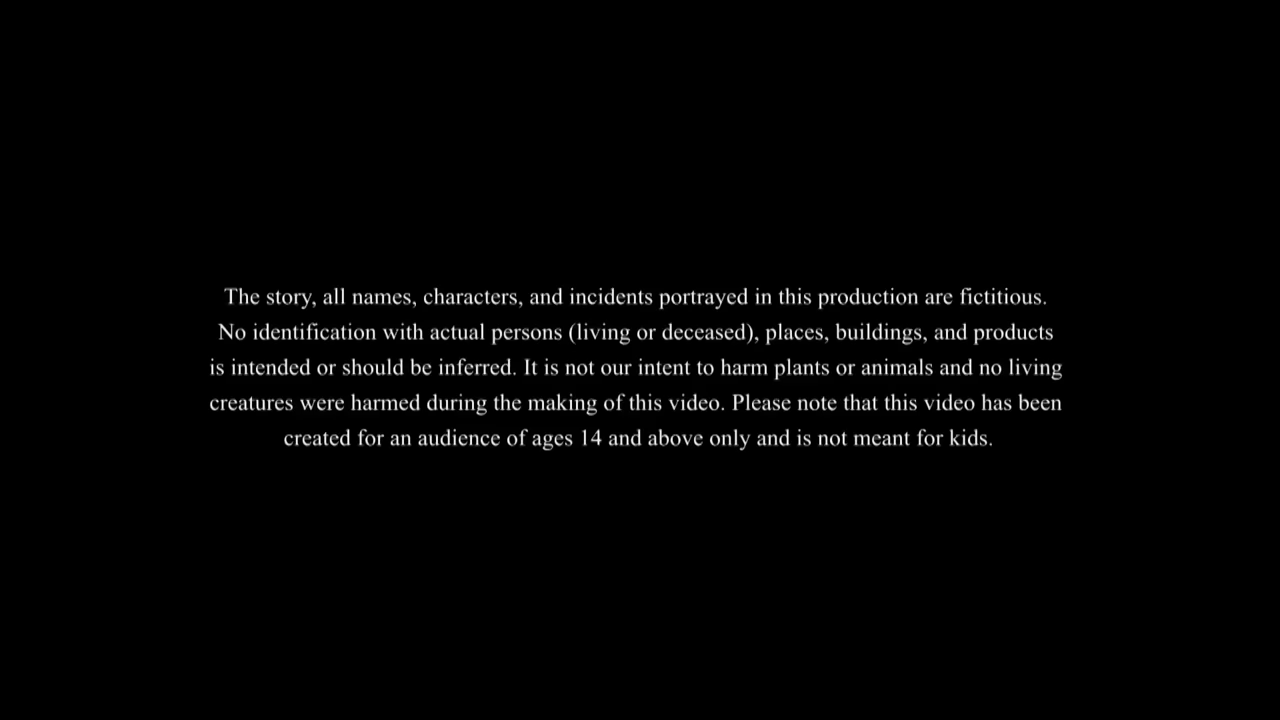 The story, all names, characters, and incidents portrayed in this production are fictitious.
No identification with actual persons (living or deceased), places, buildings, and products
is intended or should be inferred. It is not our intent to harm plants or animals and no living
creatures were harmed during the making of this video. Please note that this video has been
created for an audience of ages 14 and above only and is not meant for kids.